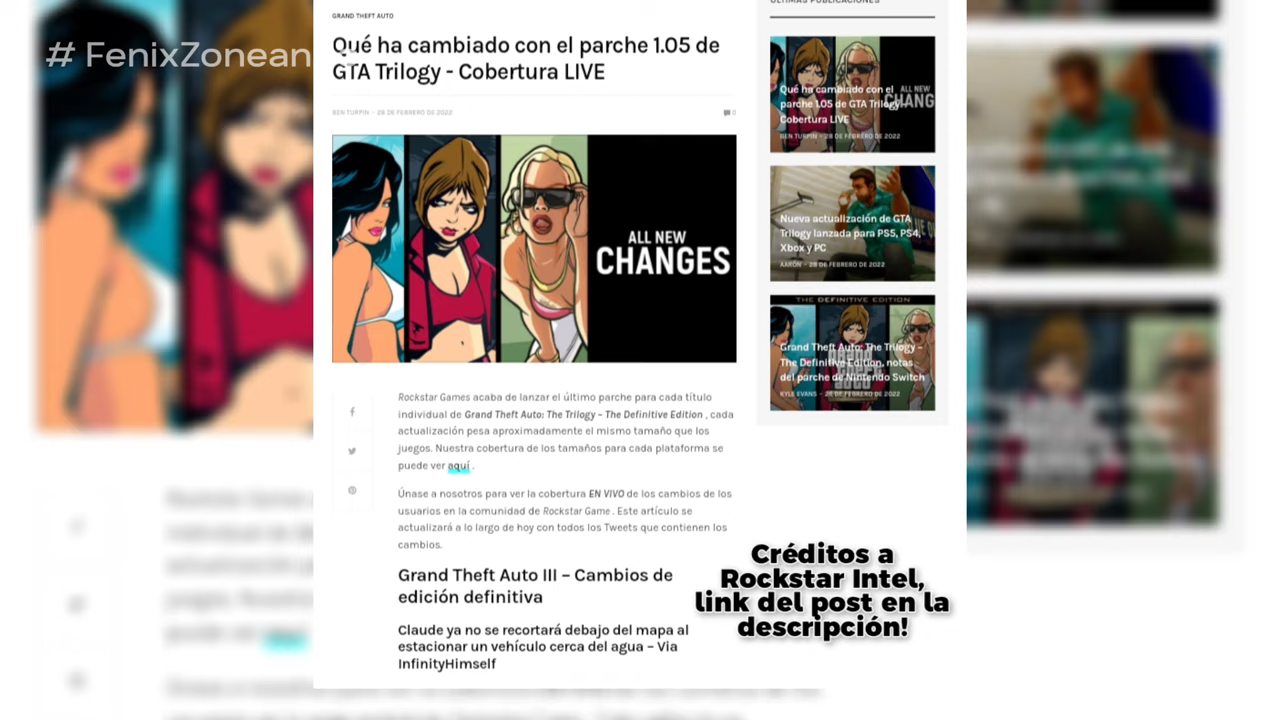 # FenixZonean
GRAND THEFT AUTO
Qué ha cambiado con el parche 1.05 de
GTA Trilogy - Cobertura LIVE
BEN TURPIN - 28 DE FEBRERO DE 2022
0
ALL NEW
CHANGES
Rockstar Games acaba de lanzar el último parche para cada título
individual de Grand Theft Auto: The Trilogy – The Definitive Edition , cada
actualización pesa aproximadamente el mismo tamaño que los
juegos. Nuestra cobertura de los tamaños para cada plataforma se
puede ver aquí .
Únase a nosotros para ver la cobertura EN VIVO de los cambios de los
usuarios en la comunidad de Rockstar Game . Este artículo se
actualizará a lo largo de hoy con todos los Tweets que contienen los
cambios.
Grand Theft Auto III – Cambios de
edición definitiva
Claude ya no se recortará debajo del mapa al
estacionar un vehículo cerca del agua – Via
InfinityHimself
ÚLTIMAS PUBLICACIONES
Qué ha cambiado con el
parche 1.05 de GTA Trilogy -
Cobertura LIVE
BEN TURPIN - 28 DE FEBRERO DE 2022
ALL NEW
CHANG
Nueva actualización de GTA
Trilogy lanzada para PS5, PS4,
Xbox y PC
AARÓN - 28 DE FEBRERO DE 2022
THE DEFINITIVE EDITION
Grand Theft Auto: The Trilogy –
The Definitive Edition, notas
del parche de Nintendo Switch
KYLE EVANS - 28 DE FEBRERO DE 2022
Créditos a
Rockstar Intel,
link del post en la
descripción!